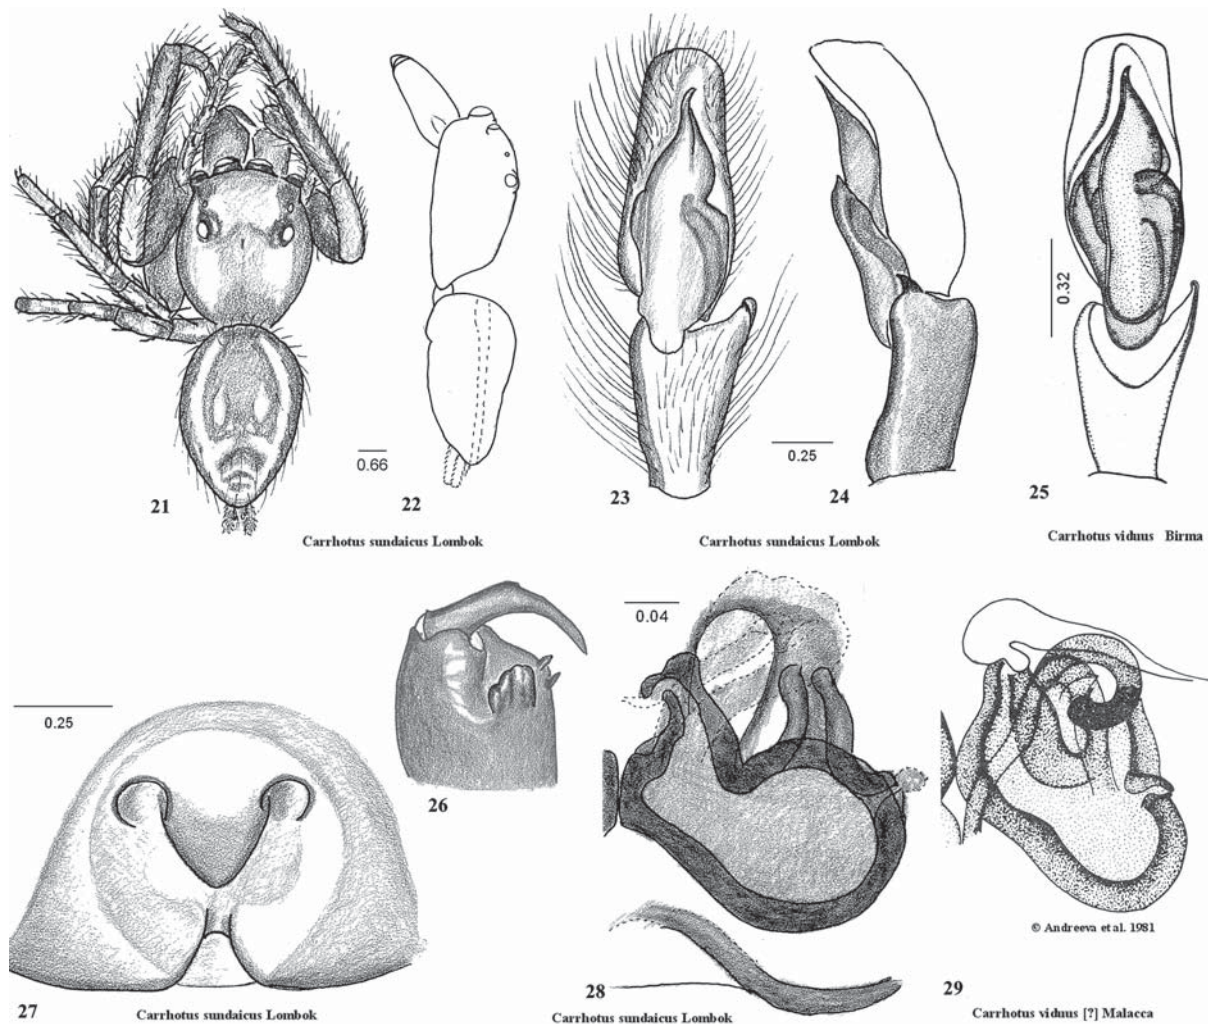 21
22
0.66
Carrhotus sundaicus Lombok
23
0.25
24
Carrhotus sundaicus Lombok
0.32
25
Carrhotus viduus Birma
26
0.25
27
Carrhotus sundaicus Lombok
0.04
28
Carrhotus sundaicus Lombok
© Andreeva et al. 1981
29
Carrhotus viduus [?] Malacca